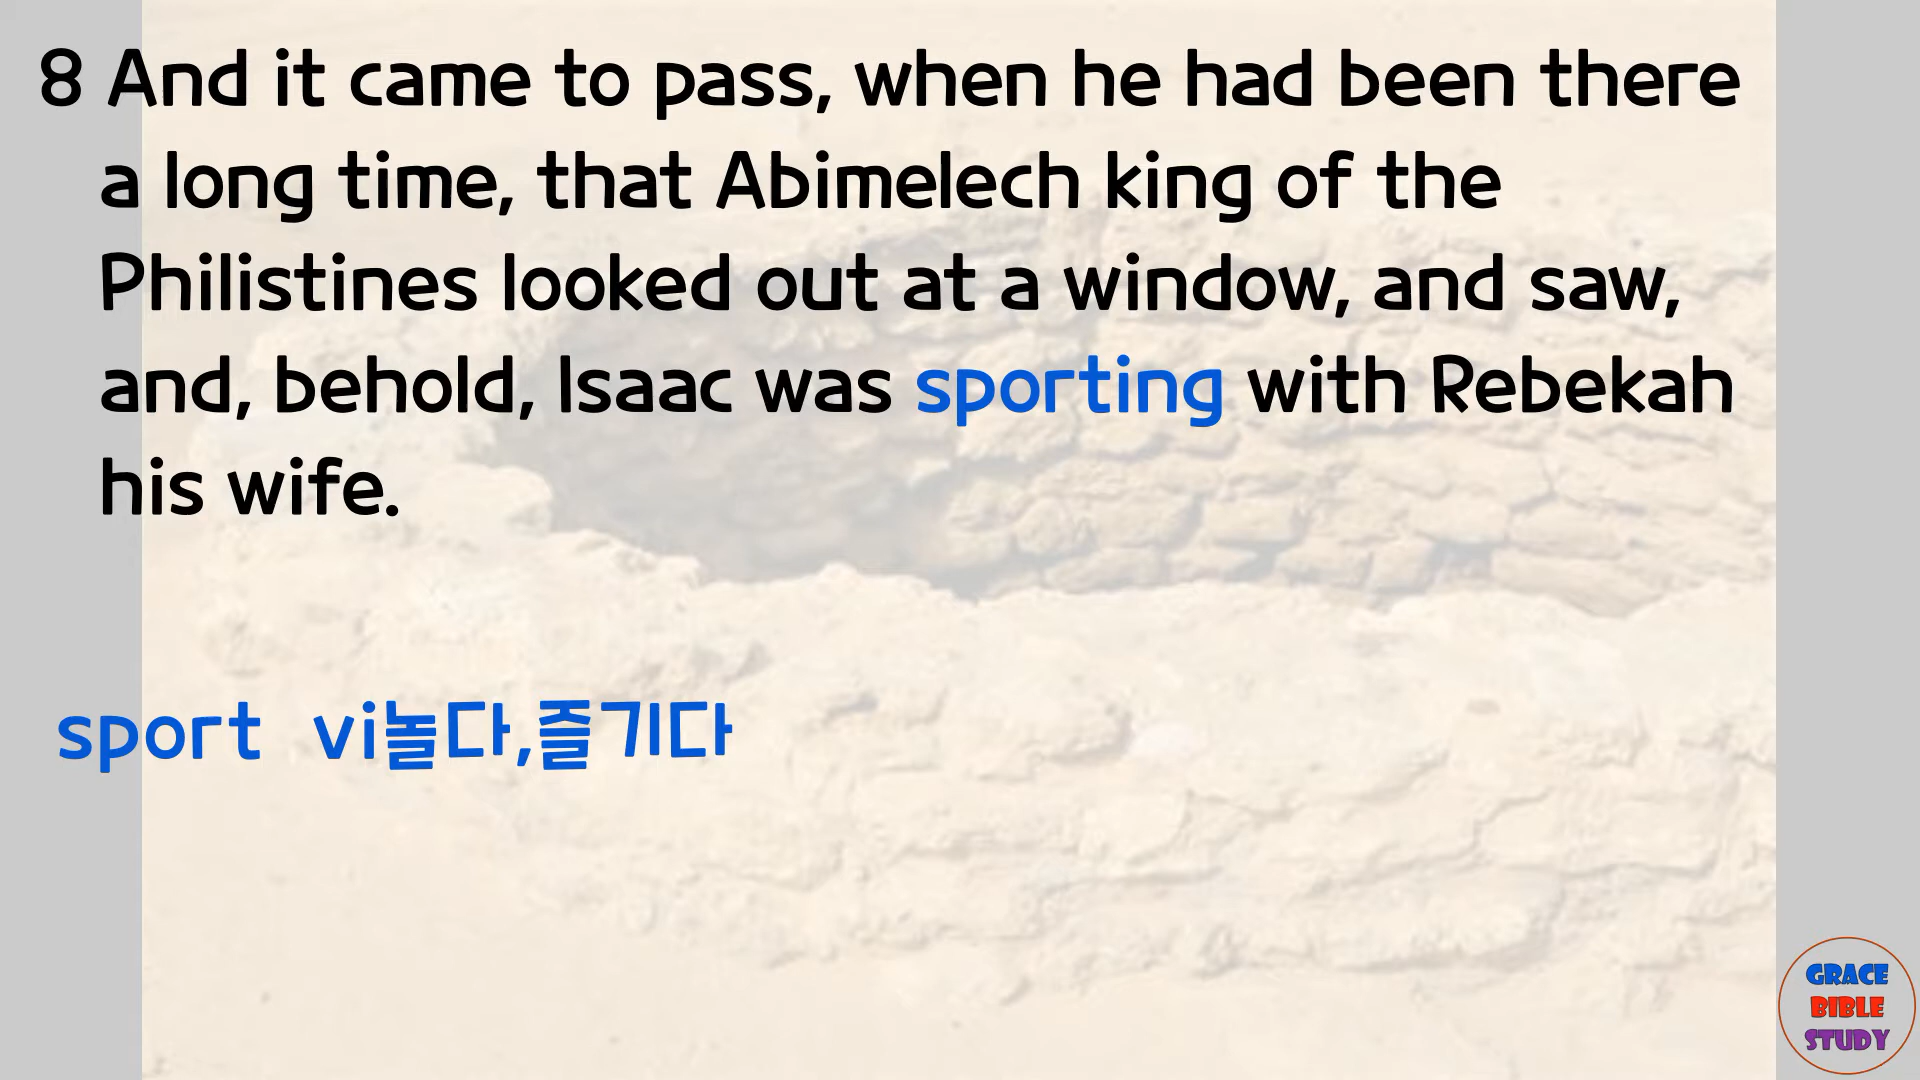 8 And it came to pass, when he had been there
a long time, that Abimelech king of the
Philistines looked out at a window, and saw,
and, behold, Isaac was sporting with Rebekah
his wife.
sport vi놀다,즐기다
GRACE
BIBLE
STUDY